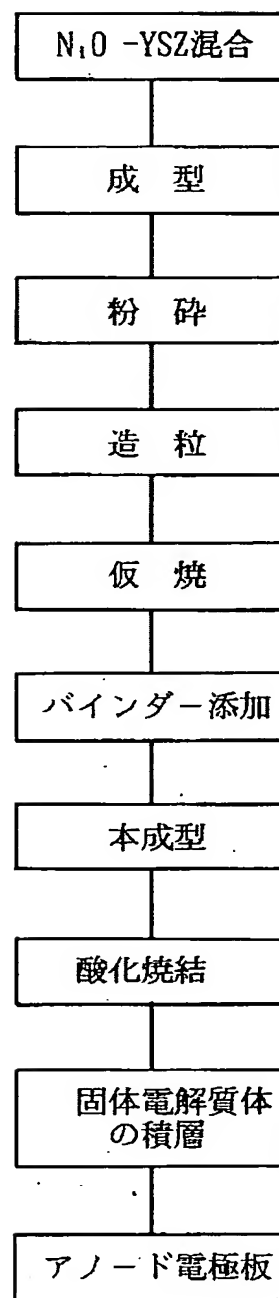 N₁O -YSZ混合
成 型
粉 砕
造 粒
仮 焼
バインダー添加
本成型
酸化焼結
固体電解質体
の積層
アノード電極板